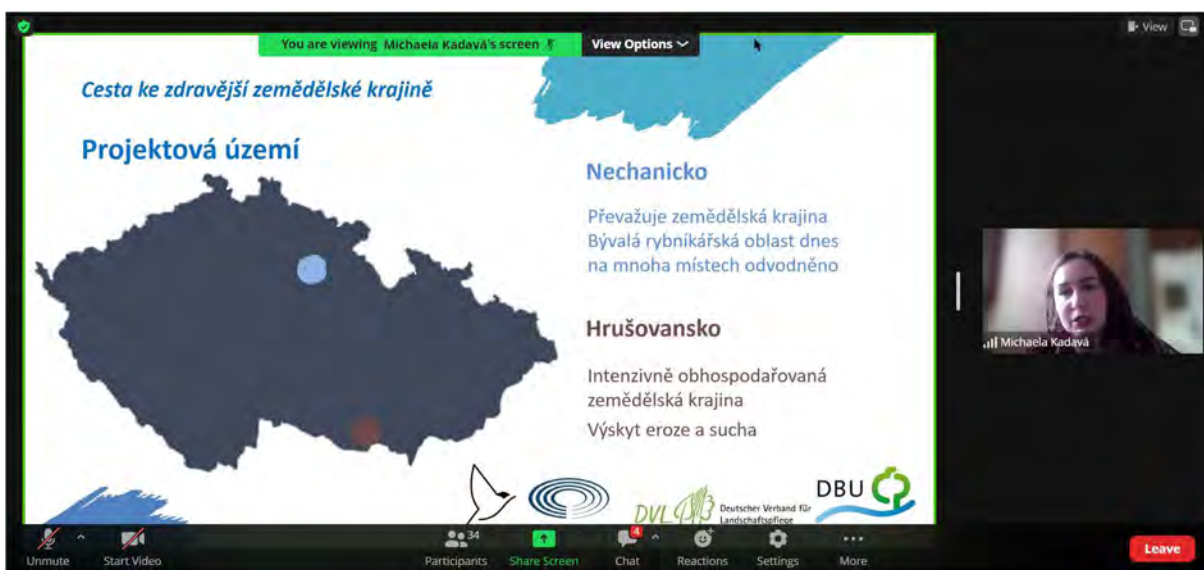 You are viewing Michaela Kadavá's screen
View Options
View
Cesta ke zdravější zemědělské krajině
Projektová území
Nechanicko
Převažuje zemědělská krajina
Bývalá rybníkářská oblast dnes
na mnoha místech odvodněno
Hrušovansko
Intenzivně obhospodařovaná
zemědělská krajina
Výskyt eroze a sucha
Michaela Kadavá
DVL
Deutscher Verband für
Landschaftspflege
DBU
34
4
Unmute
Start Video
Participants
Share Screen
Chat
Reactions
Settings
More
Leave